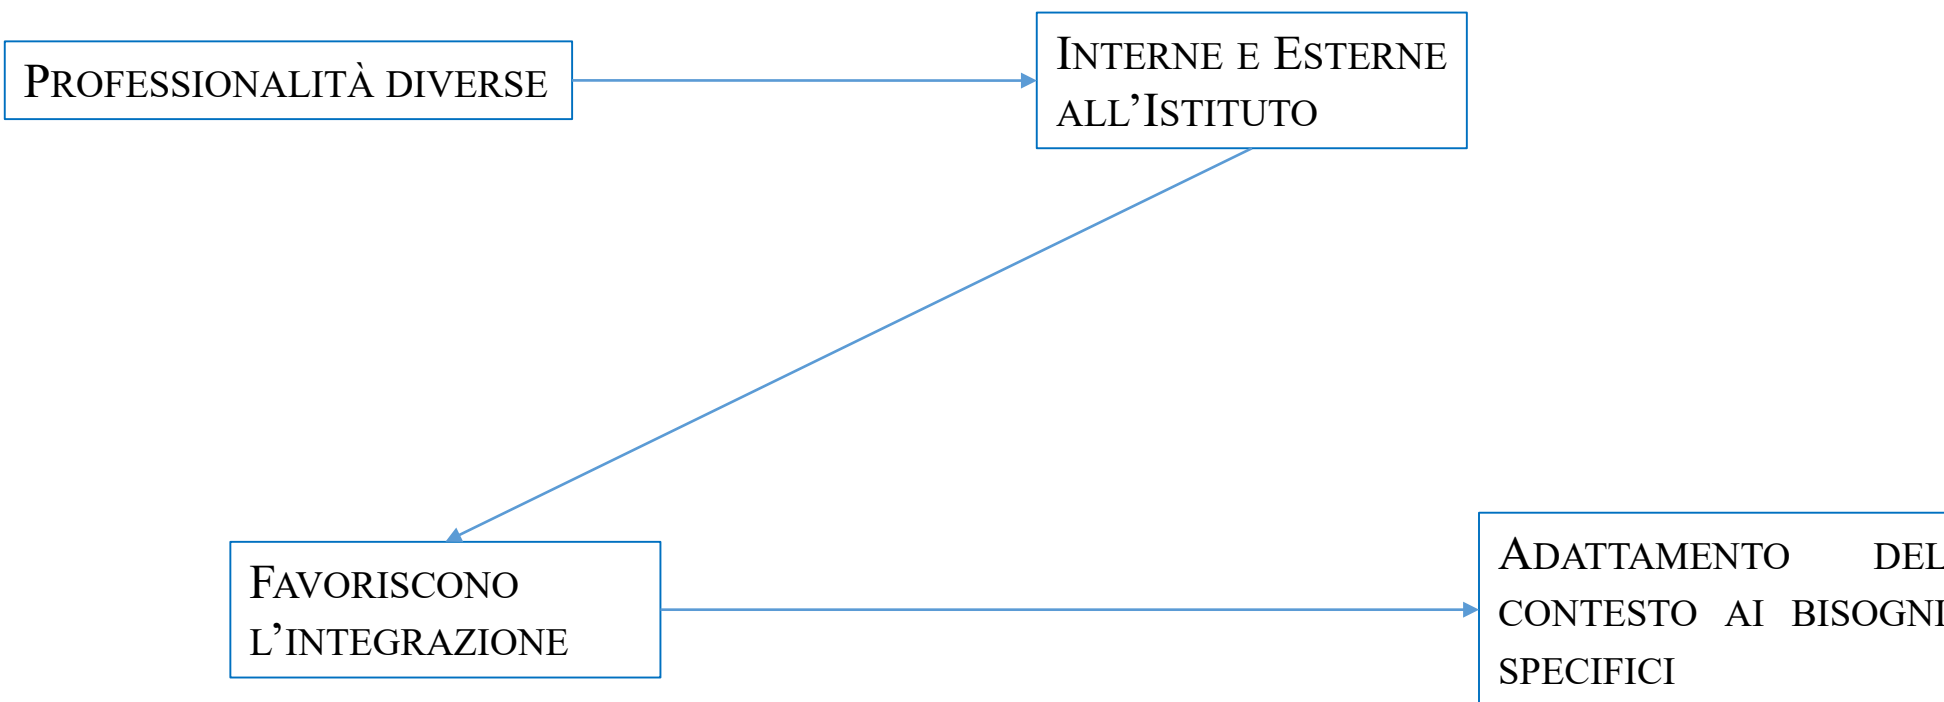 Professionalità diverse
Interne e Esterne
all’Istituto
Favoriscono
l’integrazione
Adattamento del
contesto ai bisogni
specifici